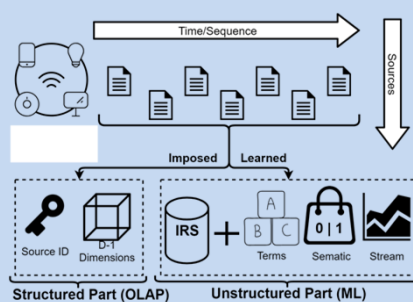 Time/Sequence
Sources
Imposed
Learned
IRS
A
B C
0 | 1
Source ID
D-1
Dimensions
Terms
Sematic
Stream
Structured Part (OLAP)
Unstructured Part (ML)